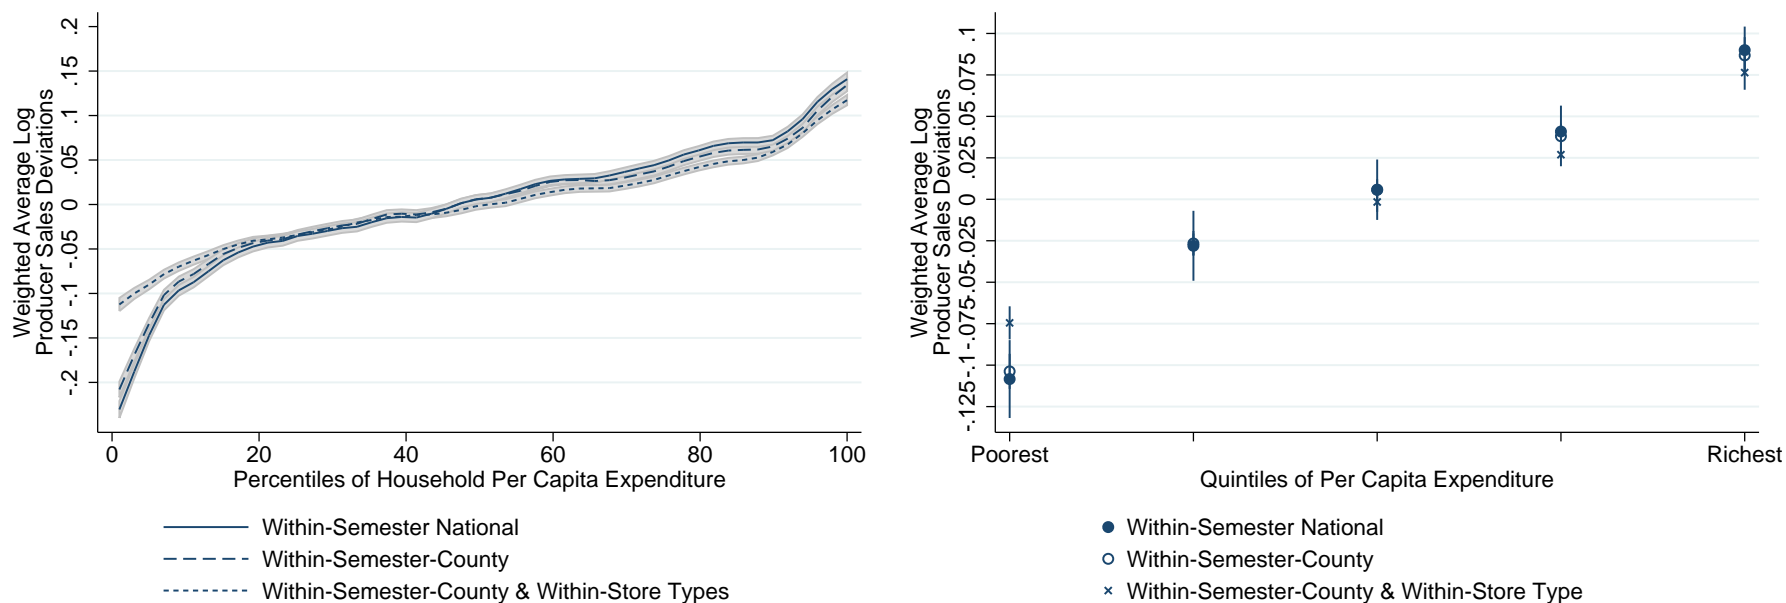 Weighted Average Log
Producer Sales Deviations
.2
.15
.1
.05
0
-.05
-.1
-.15
-.2
0
20
40
60
80
100
Percentiles of Household Per Capita Expenditure
Within-Semester National
Within-Semester-County
Within-Semester-County & Within-Store Types
Weighted Average Log
Producer Sales Deviations
.1
.075
.05
.025
0
-.025
-.05
-.075
-.1
-.125
Poorest
Richest
Quintiles of Per Capita Expenditure
Within-Semester National
Within-Semester-County
Within-Semester-County & Within-Store Type